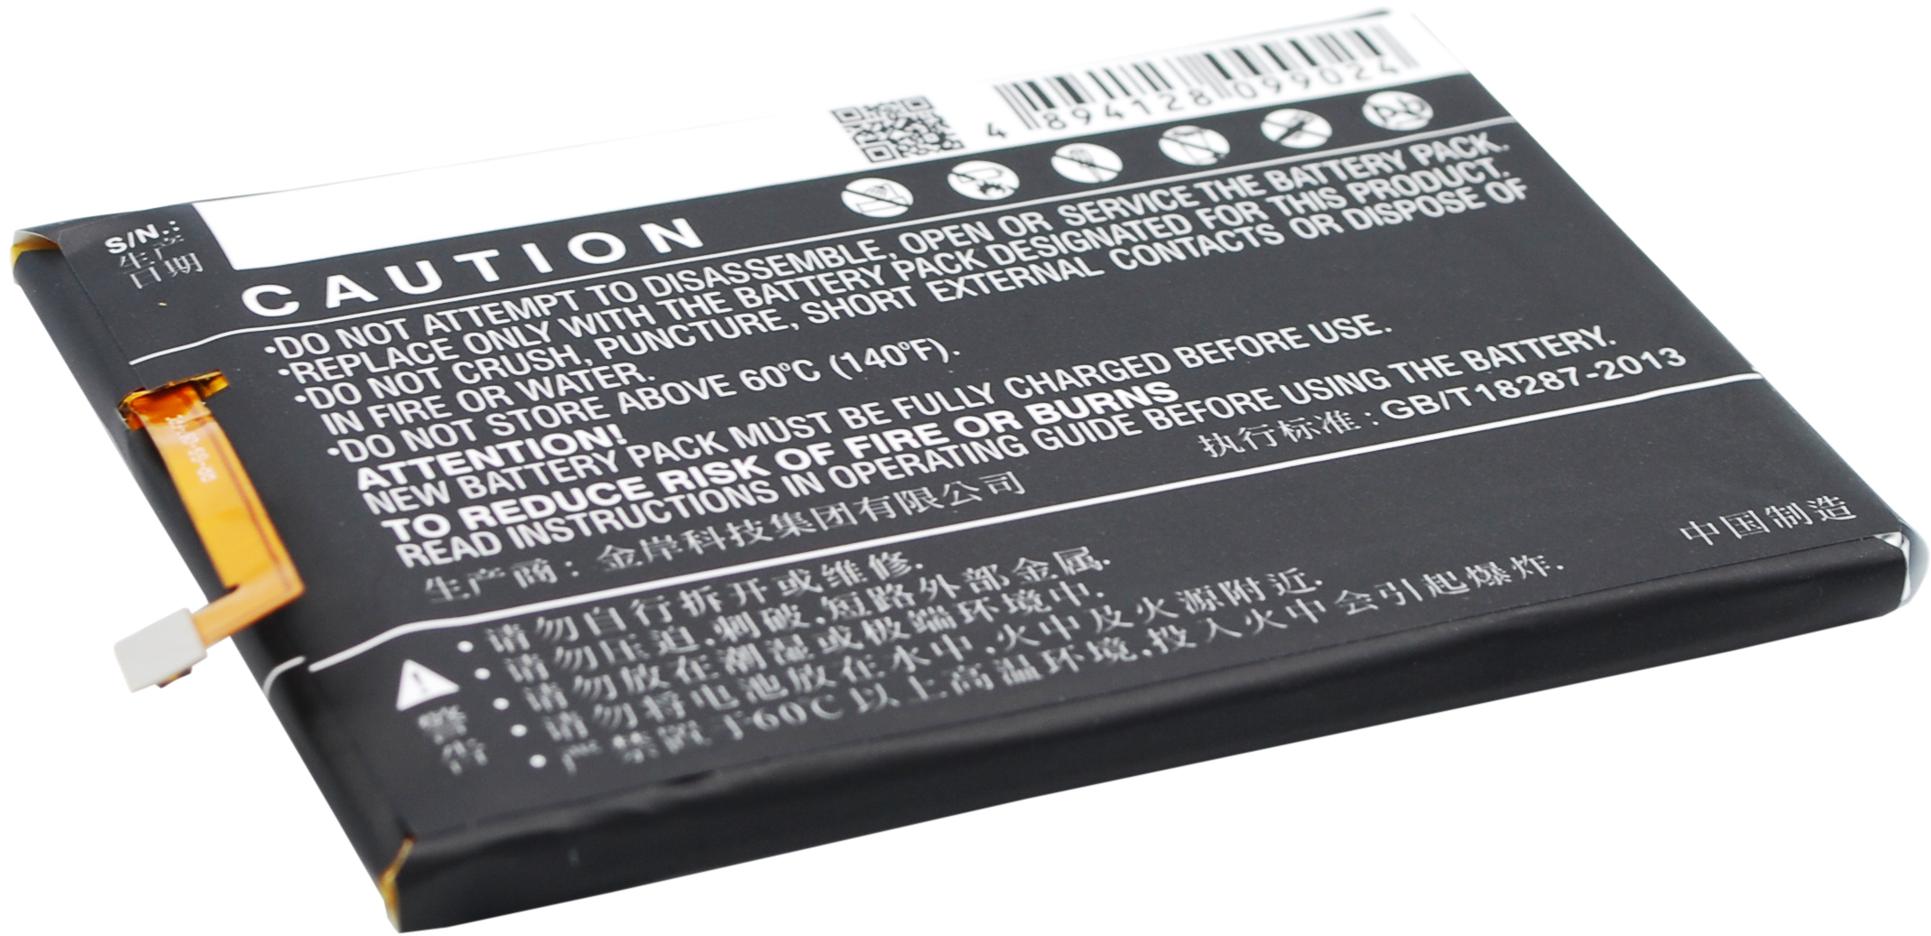 4 894128 099024
S/N.:
生产
日期
CAUTION
Pb
•DO NOT ATTEMPT TO DISASSEMBLE, OPEN OR SERVICE THE BATTERY PACK.
•REPLACE ONLY WITH THE BATTERY PACK DESIGNATED FOR THIS PRODUCT.
•DO NOT CRUSH, PUNCTURE, SHORT EXTERNAL CONTACTS OR DISPOSE OF
IN FIRE OR WATER.
•DO NOT STORE ABOVE 60°C (140°F).
ATTENTION!
NEW BATTERY PACK MUST BE FULLY CHARGED BEFORE USE.
TO REDUCE RISK OF FIRE OR BURNS
READ INSTRUCTIONS IN OPERATING GUIDE BEFORE USING THE BATTERY.
生产商：金岸科技集团有限公司
执行标准：GB/T18287-2013
警告
•请勿自行拆开或维修.
•请勿压迫.刺破.短路外部金属.
•请勿放在潮湿或极端环境中.
•请勿将电池放在水中.火中及火源附近.
•严禁置于60C以上高温环境.投入火中会引起爆炸.
中国制造